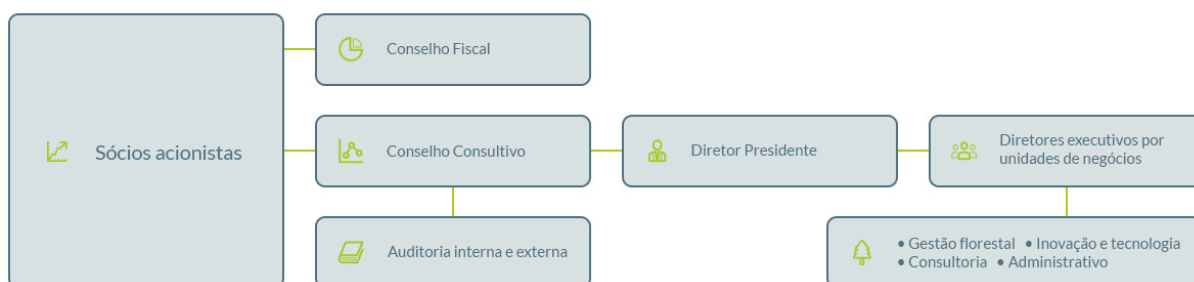 Conselho Fiscal
Sócios acionistas
Conselho Consultivo
Diretor Presidente
Diretores executivos por
unidades de negócios
Auditoria interna e externa
• Gestão florestal • Inovação e tecnologia
• Consultoria • Administrativo